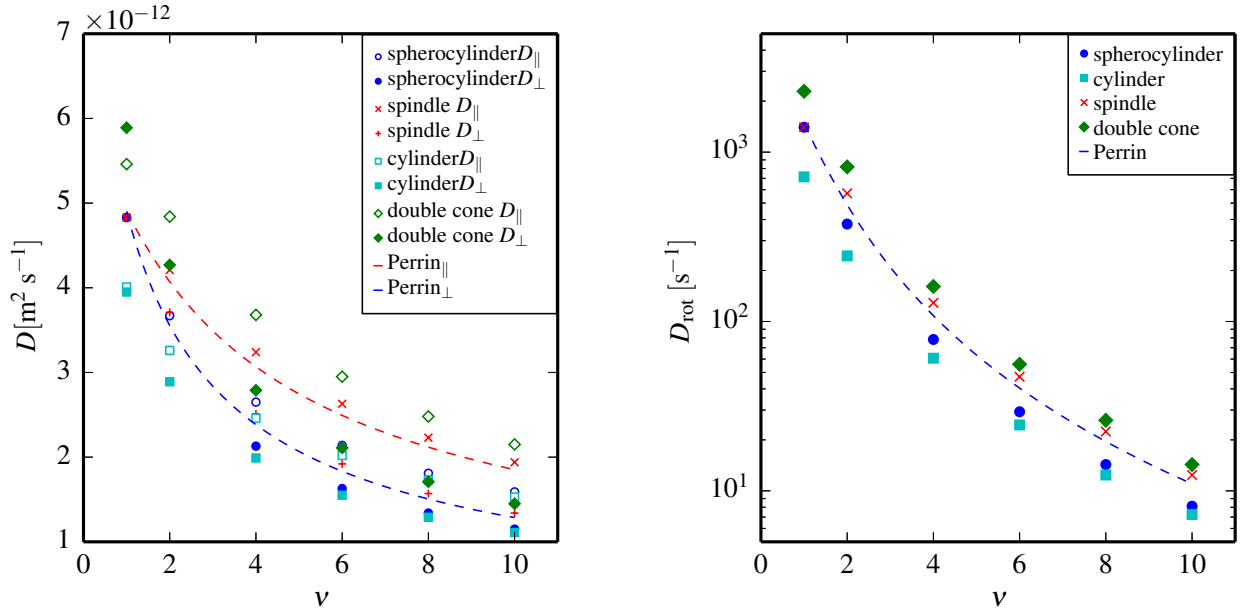 ×10⁻¹²
7
6
5
4
3
2
1
0 2 4 6 8 10
D[m² s⁻¹]
ν
spherocylinderD∥
spherocylinderD⊥
spindle D∥
spindle D⊥
cylinderD∥
cylinderD⊥
double cone D∥
double cone D⊥
Perrin∥
Perrin⊥
10³
10²
10¹
0 2 4 6 8 10
D_rot [s⁻¹]
ν
spherocylinder
cylinder
spindle
double cone
Perrin